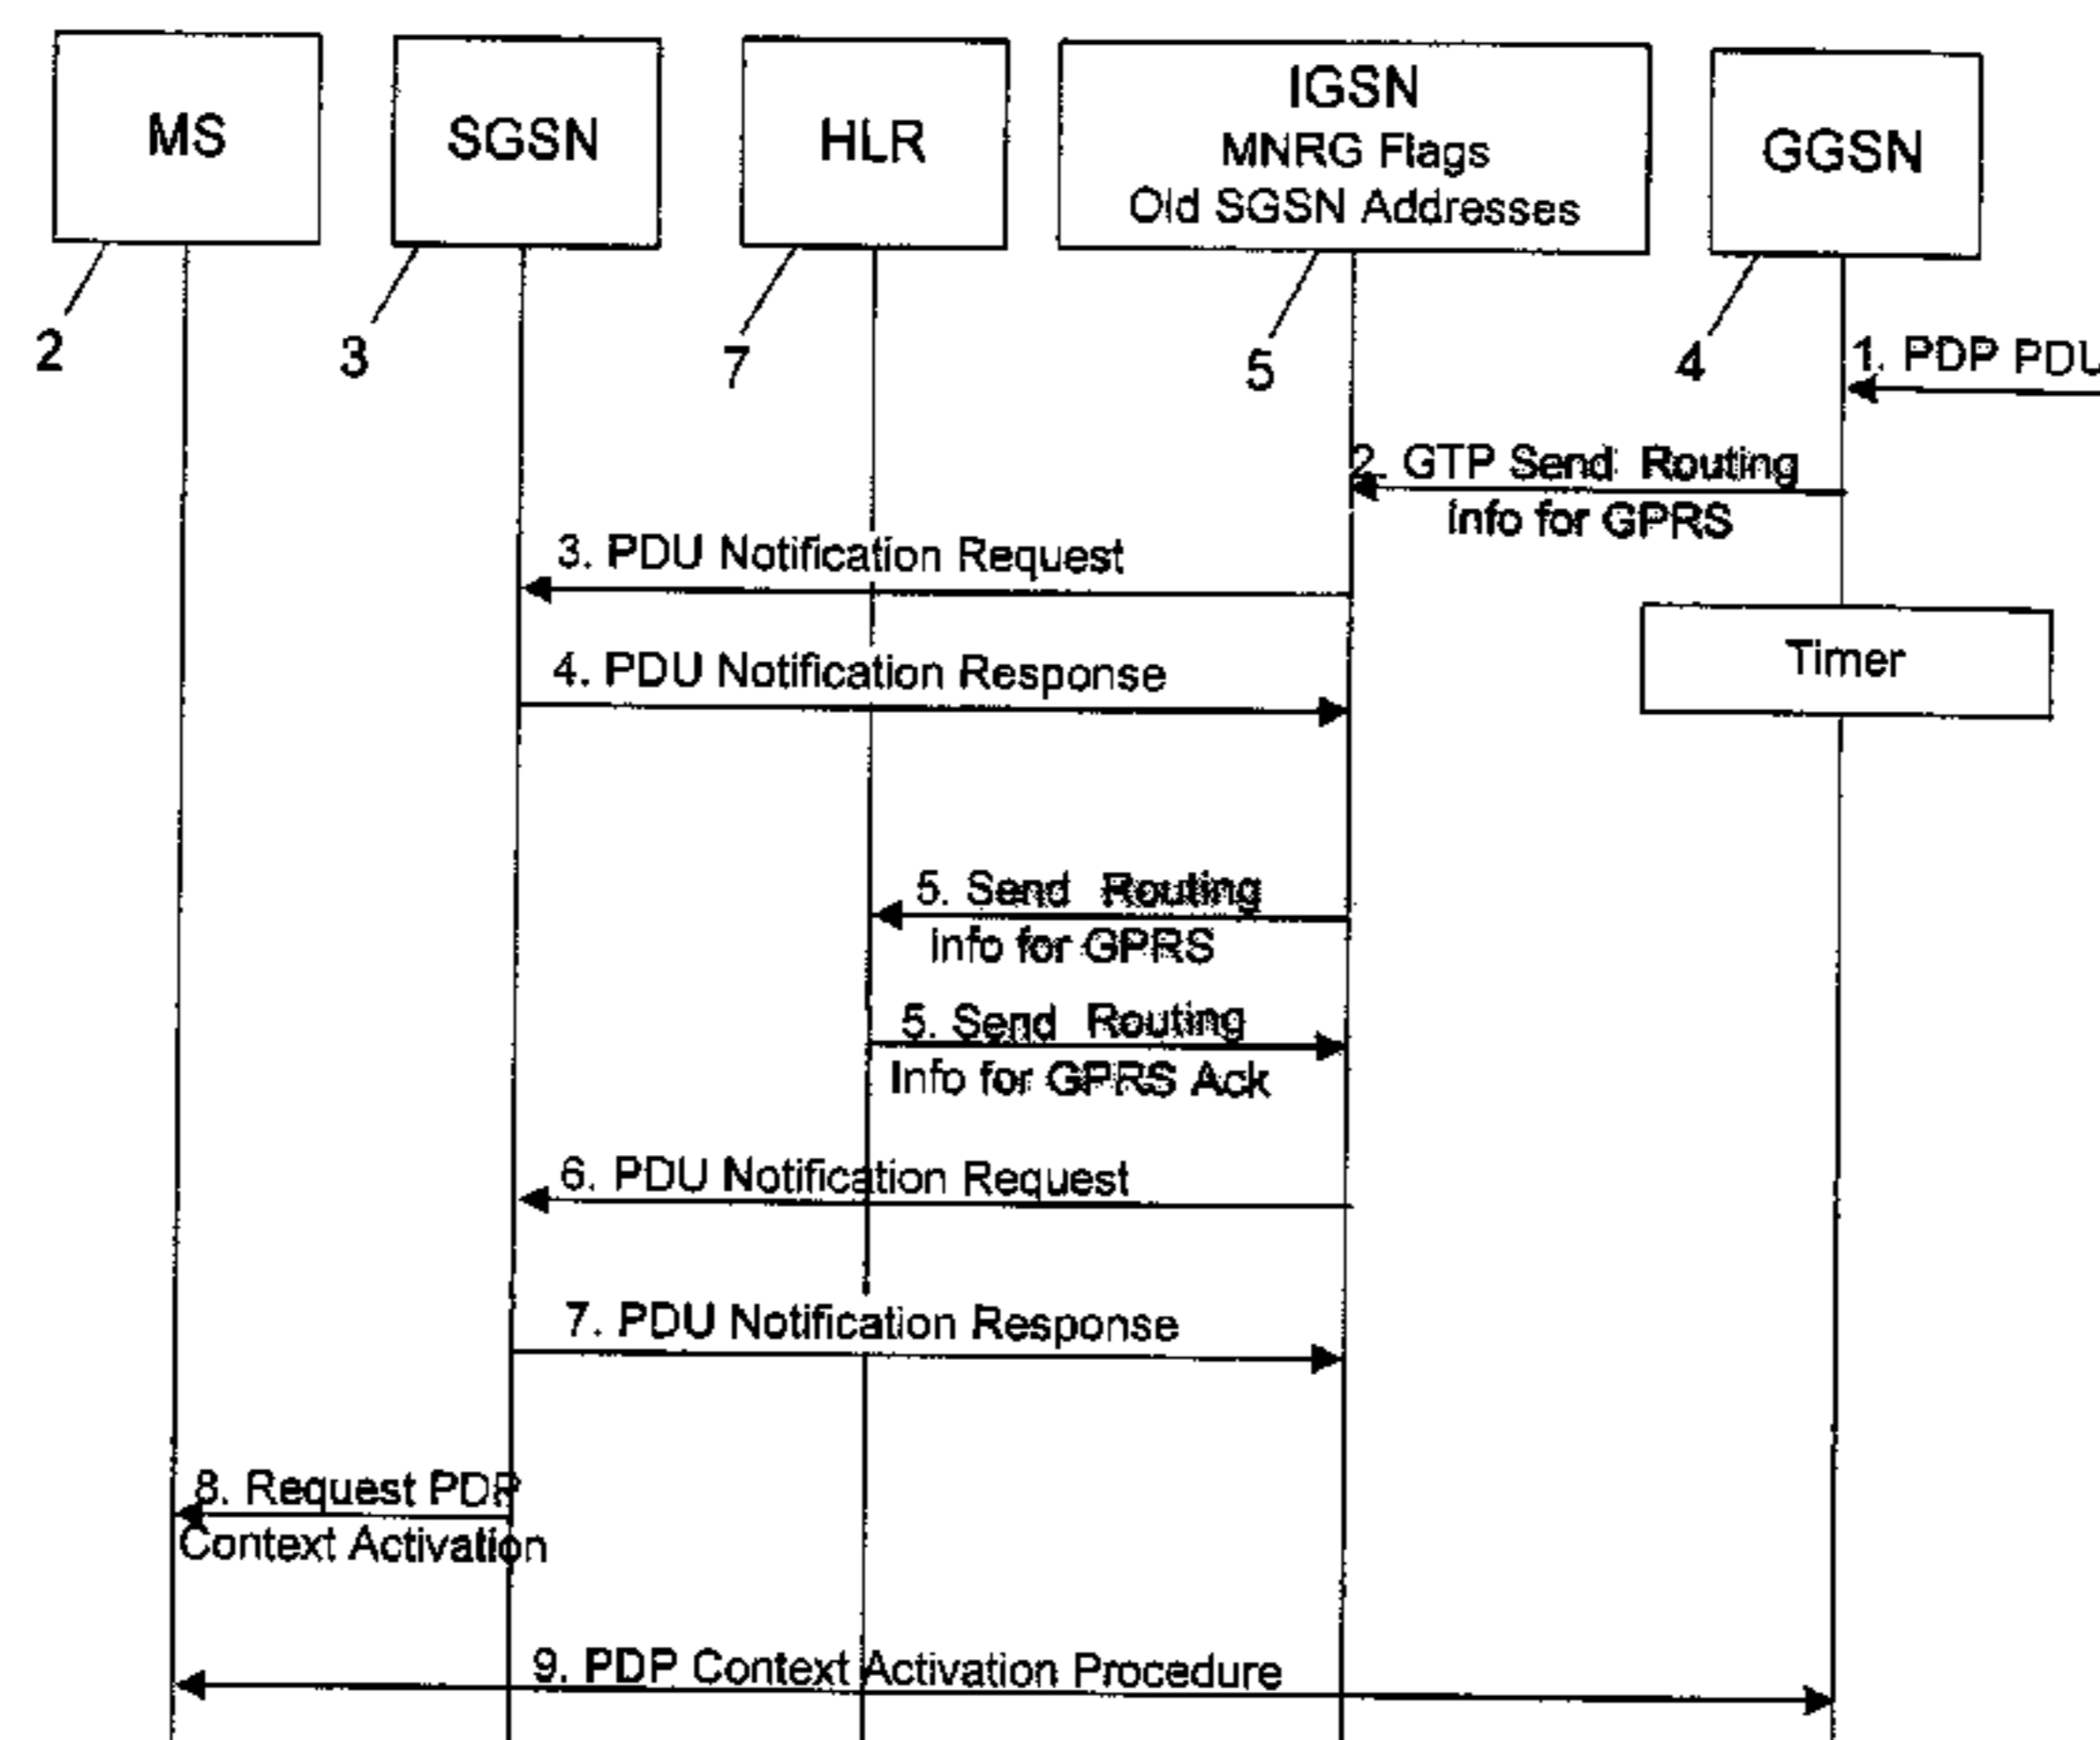 MS
SGSN
HLR
IGSN
MNRG Flags
Old SGSN Addresses
GGSN
2
3
7
5
4
1. PDP PDU
2. GTP Send Routing
Info for GPRS
3. PDU Notification Request
Timer
4. PDU Notification Response
5. Send Routing
Info for GPRS
5. Send Routing
Info for GPRS Ack
6. PDU Notification Request
7. PDU Notification Response
8. Request PDP
Context Activation
9. PDP Context Activation Procedure